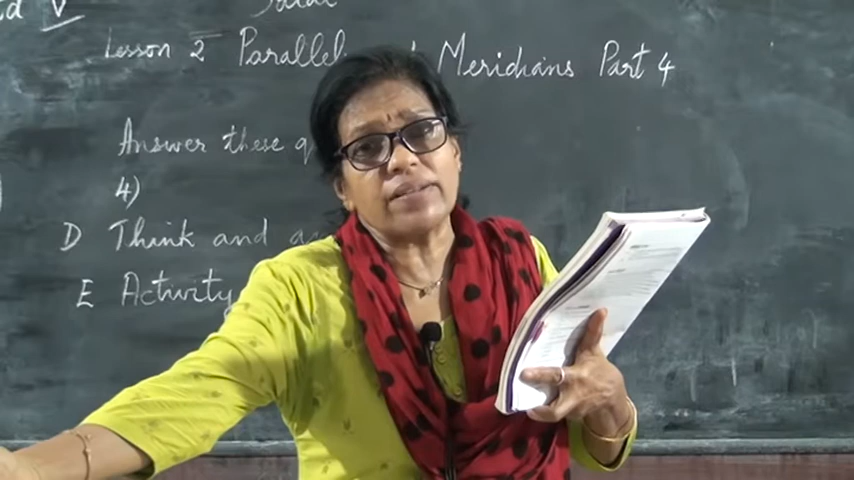 V
Lesson 2 Parallel Meridians Part 4
Answer these
4)
D Think and
E Activity